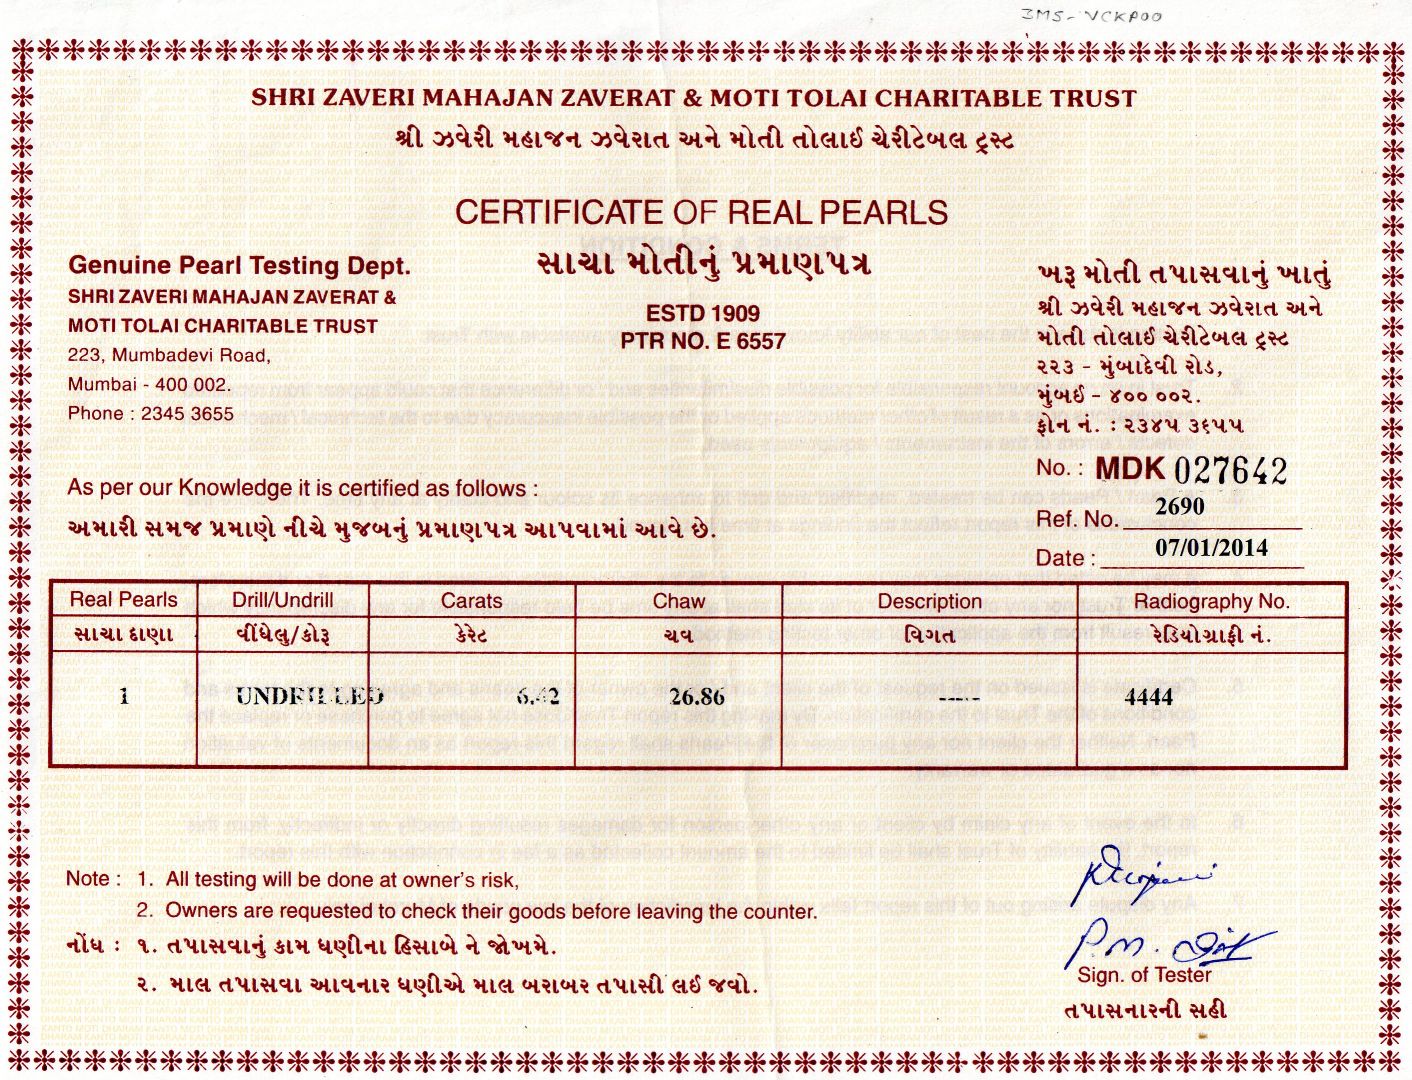 IMS-VCKP00
SHRI ZAVERI MAHAJAN ZAVERAT & MOTI TOLAI CHARITABLE TRUST
શ્રી ઝવેરી મહાજન ઝવેરાત અને મોતી તોલાઈ ચેરીટેબલ ટ્રસ્ટ
CERTIFICATE OF REAL PEARLS
સાચા મોતીનું પ્રમાણપત્ર
ESTD 1909
PTR NO. E 6557
Genuine Pearl Testing Dept.
SHRI ZAVERI MAHAJAN ZAVERAT &
MOTI TOLAI CHARITABLE TRUST
223, Mumbadevi Road,
Mumbai - 400 002.
Phone : 2345 3655
ખરૂ મોતી તપાસવાનું ખાતું
શ્રી ઝવેરી મહાજન ઝવેરાત અને
મોતી તોલાઈ ચેરીટેબલ ટ્રસ્ટ
૨૨૩ - મુંબાદેવી રોડ,
મુંબઈ - ૪૦૦ ૦૦૨.
ફોન નં. : ૨૩૪૫ ૩૬૫૫
No. : MDK 027642
Ref. No. 2690
Date : 07/01/2014
As per our Knowledge it is certified as follows :
અમારી સમજ પ્રમાણે નીચે મુજબનું પ્રમાણપત્ર આપવામાં આવે છે.
Real Pearls Drill/Undrill Carats Chaw Description Radiography No.
સાચા દાણા વીંધેલુ/કોરૂ કેરેટ ચવ વિગત રેડિયોગ્રાફી નં.
1 UNDRILLED 6.42 26.86 ----- 4444
Note : 1. All testing will be done at owner's risk,
2. Owners are requested to check their goods before leaving the counter.
નોંધ : ૧. તપાસવાનું કામ ધણીના હિસાબે ને જોખમે.
૨. માલ તપાસવા આવનાર ધણીએ માલ બરાબર તપાસી લઈ જવો.
Sign. of Tester
તપાસનારની સહી